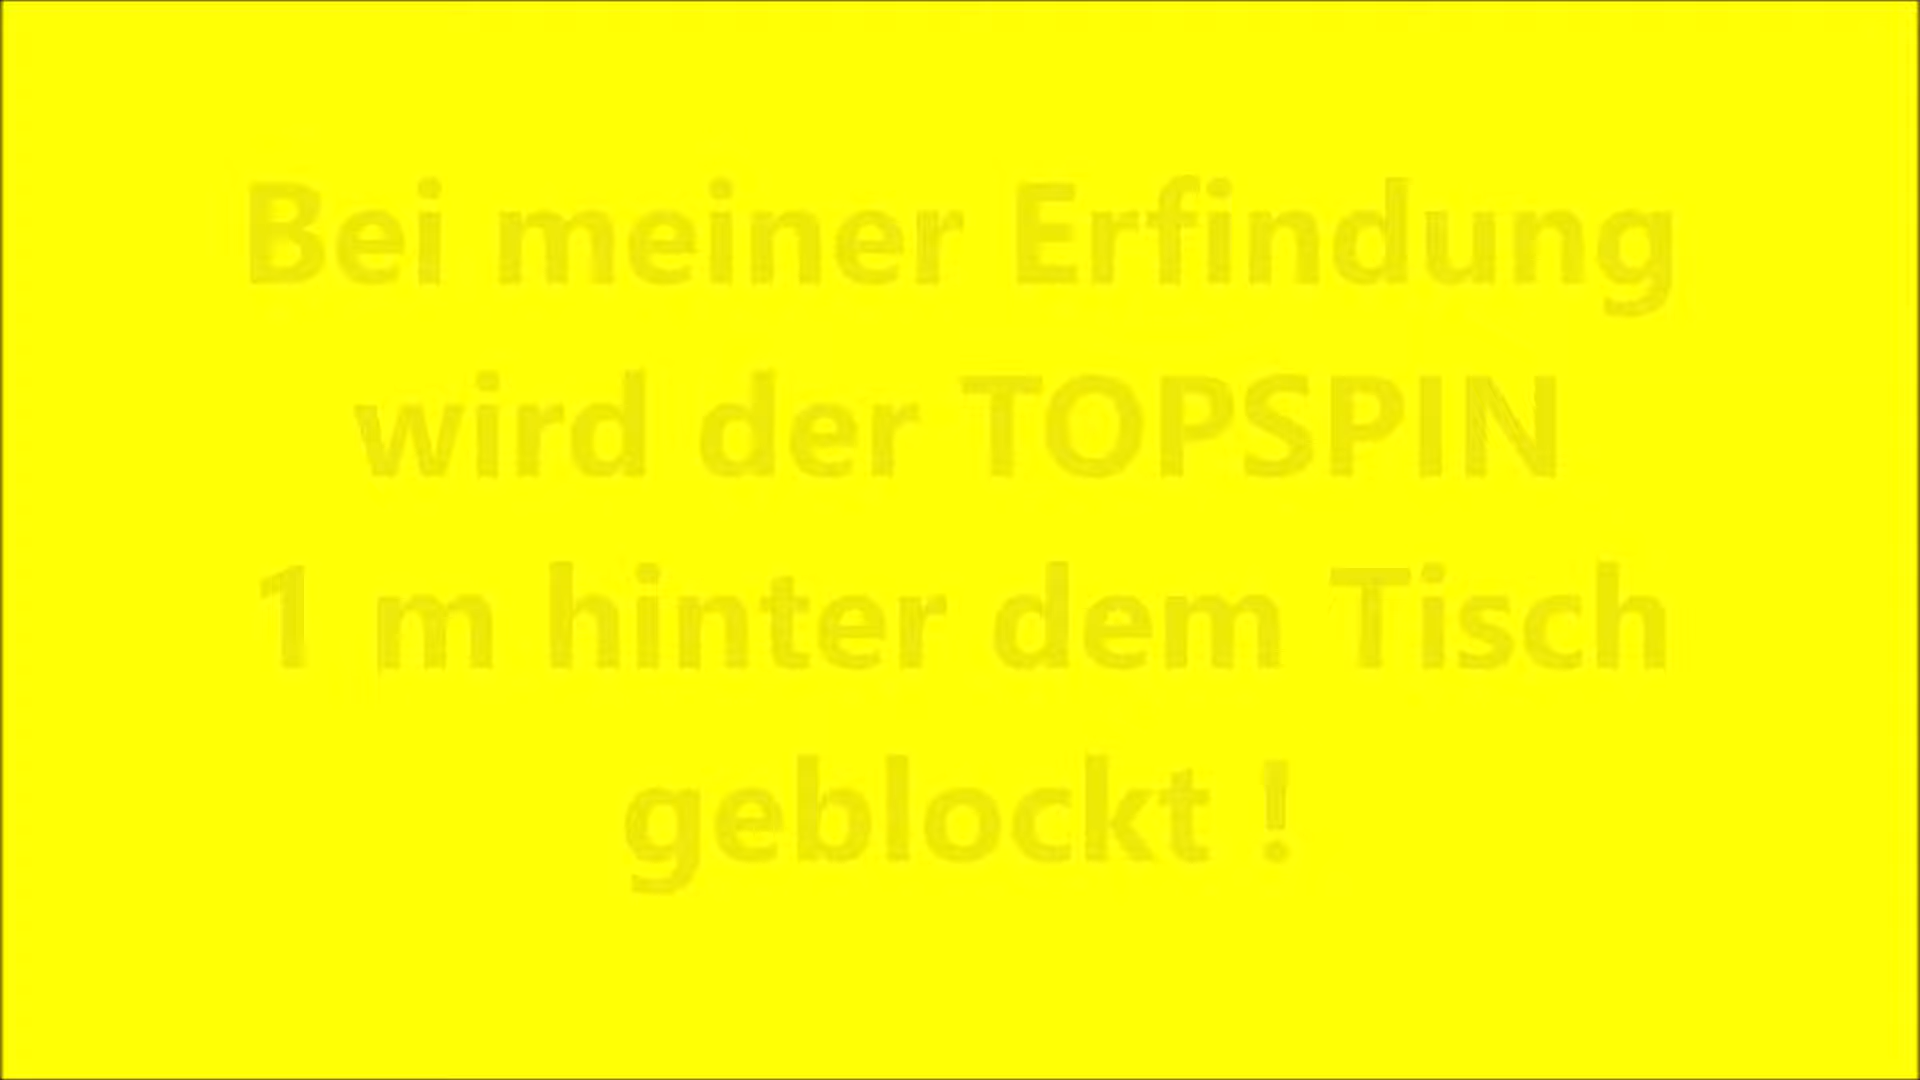 Bei meiner Erfindung
wird der TOPSPIN
1 m hinter dem Tisch
geblockt !